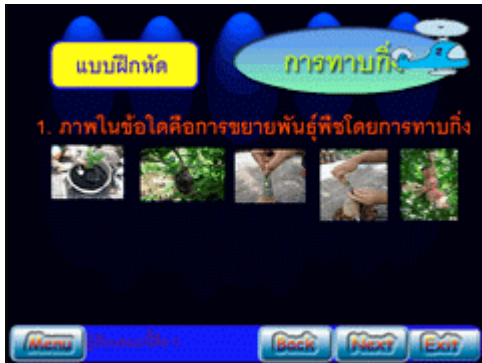 แบบฝึกหัด
การทาบกิ่ง
1. ภาพในข้อใดคือการขยายพันธุ์พืชโดยการทาบกิ่ง
Menu
Back
Next
Exit